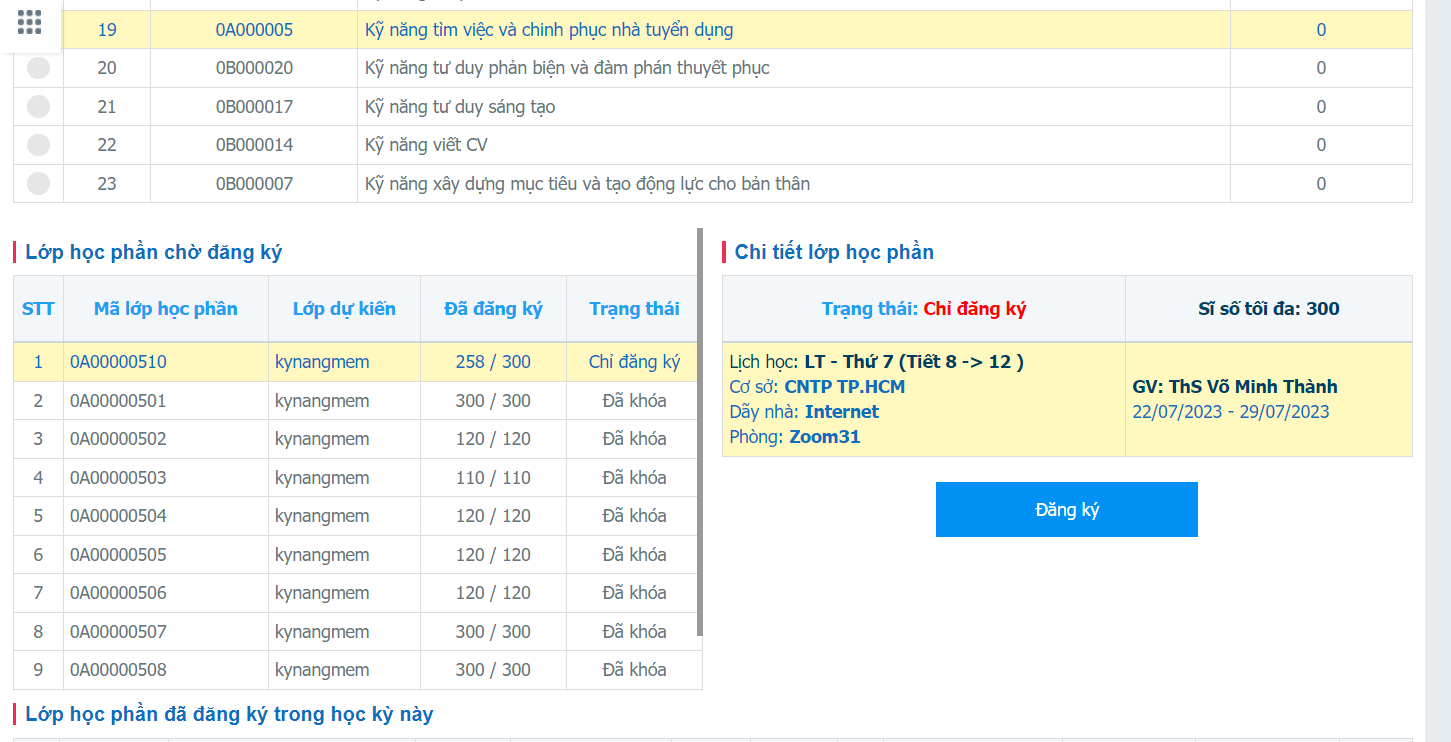 19 0A000005 Kỹ năng tìm việc và chinh phục nhà tuyển dụng 0
20 0B000020 Kỹ năng tư duy phản biện và đàm phán thuyết phục 0
21 0B000017 Kỹ năng tư duy sáng tạo 0
22 0B000014 Kỹ năng viết CV 0
23 0B000007 Kỹ năng xây dựng mục tiêu và tạo động lực cho bản thân 0
Lớp học phần chờ đăng ký
STT Mã lớp học phần Lớp dự kiến Đã đăng ký Trạng thái
1 0A00000510 kynangmem 258 / 300 Chỉ đăng ký
2 0A00000501 kynangmem 300 / 300 Đã khóa
3 0A00000502 kynangmem 120 / 120 Đã khóa
4 0A00000503 kynangmem 110 / 110 Đã khóa
5 0A00000504 kynangmem 120 / 120 Đã khóa
6 0A00000505 kynangmem 120 / 120 Đã khóa
7 0A00000506 kynangmem 120 / 120 Đã khóa
8 0A00000507 kynangmem 300 / 300 Đã khóa
9 0A00000508 kynangmem 300 / 300 Đã khóa
Chi tiết lớp học phần
Trạng thái: Chỉ đăng ký Sĩ số tối đa: 300
Lịch học: LT - Thứ 7 (Tiết 8 -> 12 )
Cơ sở: CNTP TP.HCM
Dãy nhà: Internet
Phòng: Zoom31
GV: ThS Võ Minh Thành
22/07/2023 - 29/07/2023
Đăng ký
Lớp học phần đã đăng ký trong học kỳ này